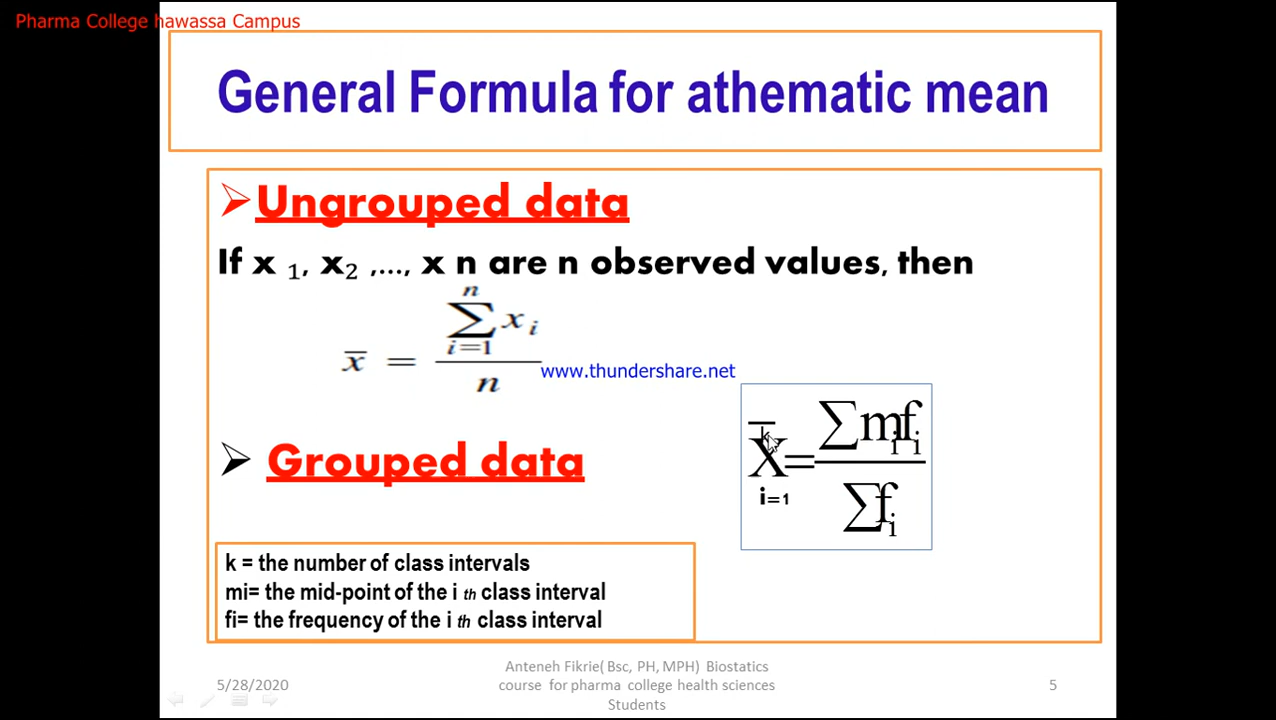 Pharma College hawassa Campus
General Formula for athematic mean
Ungrouped data
If x 1, x2 ,..., x n are n observed values, then
x̄ = ∑ⁿᵢ₌₁ xᵢ / n
www.thundershare.net
Grouped data
X̄ = ∑mᵢfᵢ / ∑fᵢ
i=1
k = the number of class intervals
mi= the mid-point of the i th class interval
fi= the frequency of the i th class interval
5/28/2020
Anteneh Fikrie( Bsc, PH, MPH) Biostatics
course for pharma college health sciences
Students
5